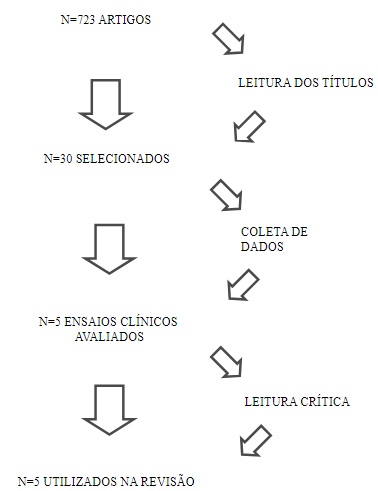 N=723 ARTIGOS
LEITURA DOS TÍTULOS
N=30 SELECIONADOS
COLETA DE
DADOS
N=5 ENSAIOS CLÍNICOS
AVALIADOS
LEITURA CRÍTICA
N=5 UTILIZADOS NA REVISÃO